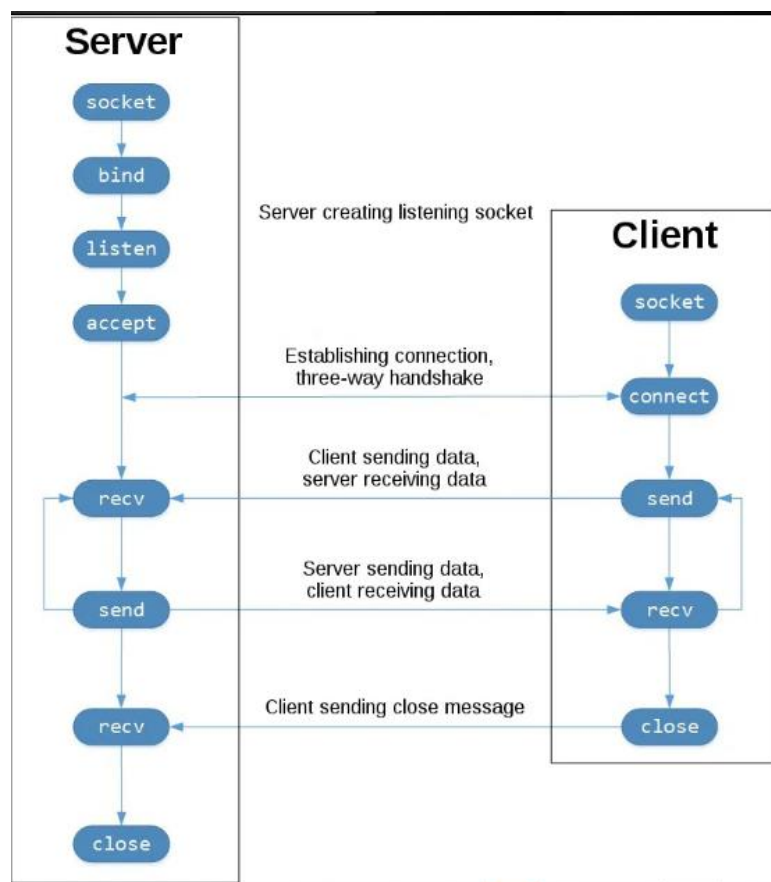 Server
socket
bind
Server creating listening socket
listen
Client
socket
accept
Establishing connection,
three-way handshake
connect
Client sending data,
server receiving data
recv
send
Server sending data,
client receiving data
send
recv
Client sending close message
recv
close
close